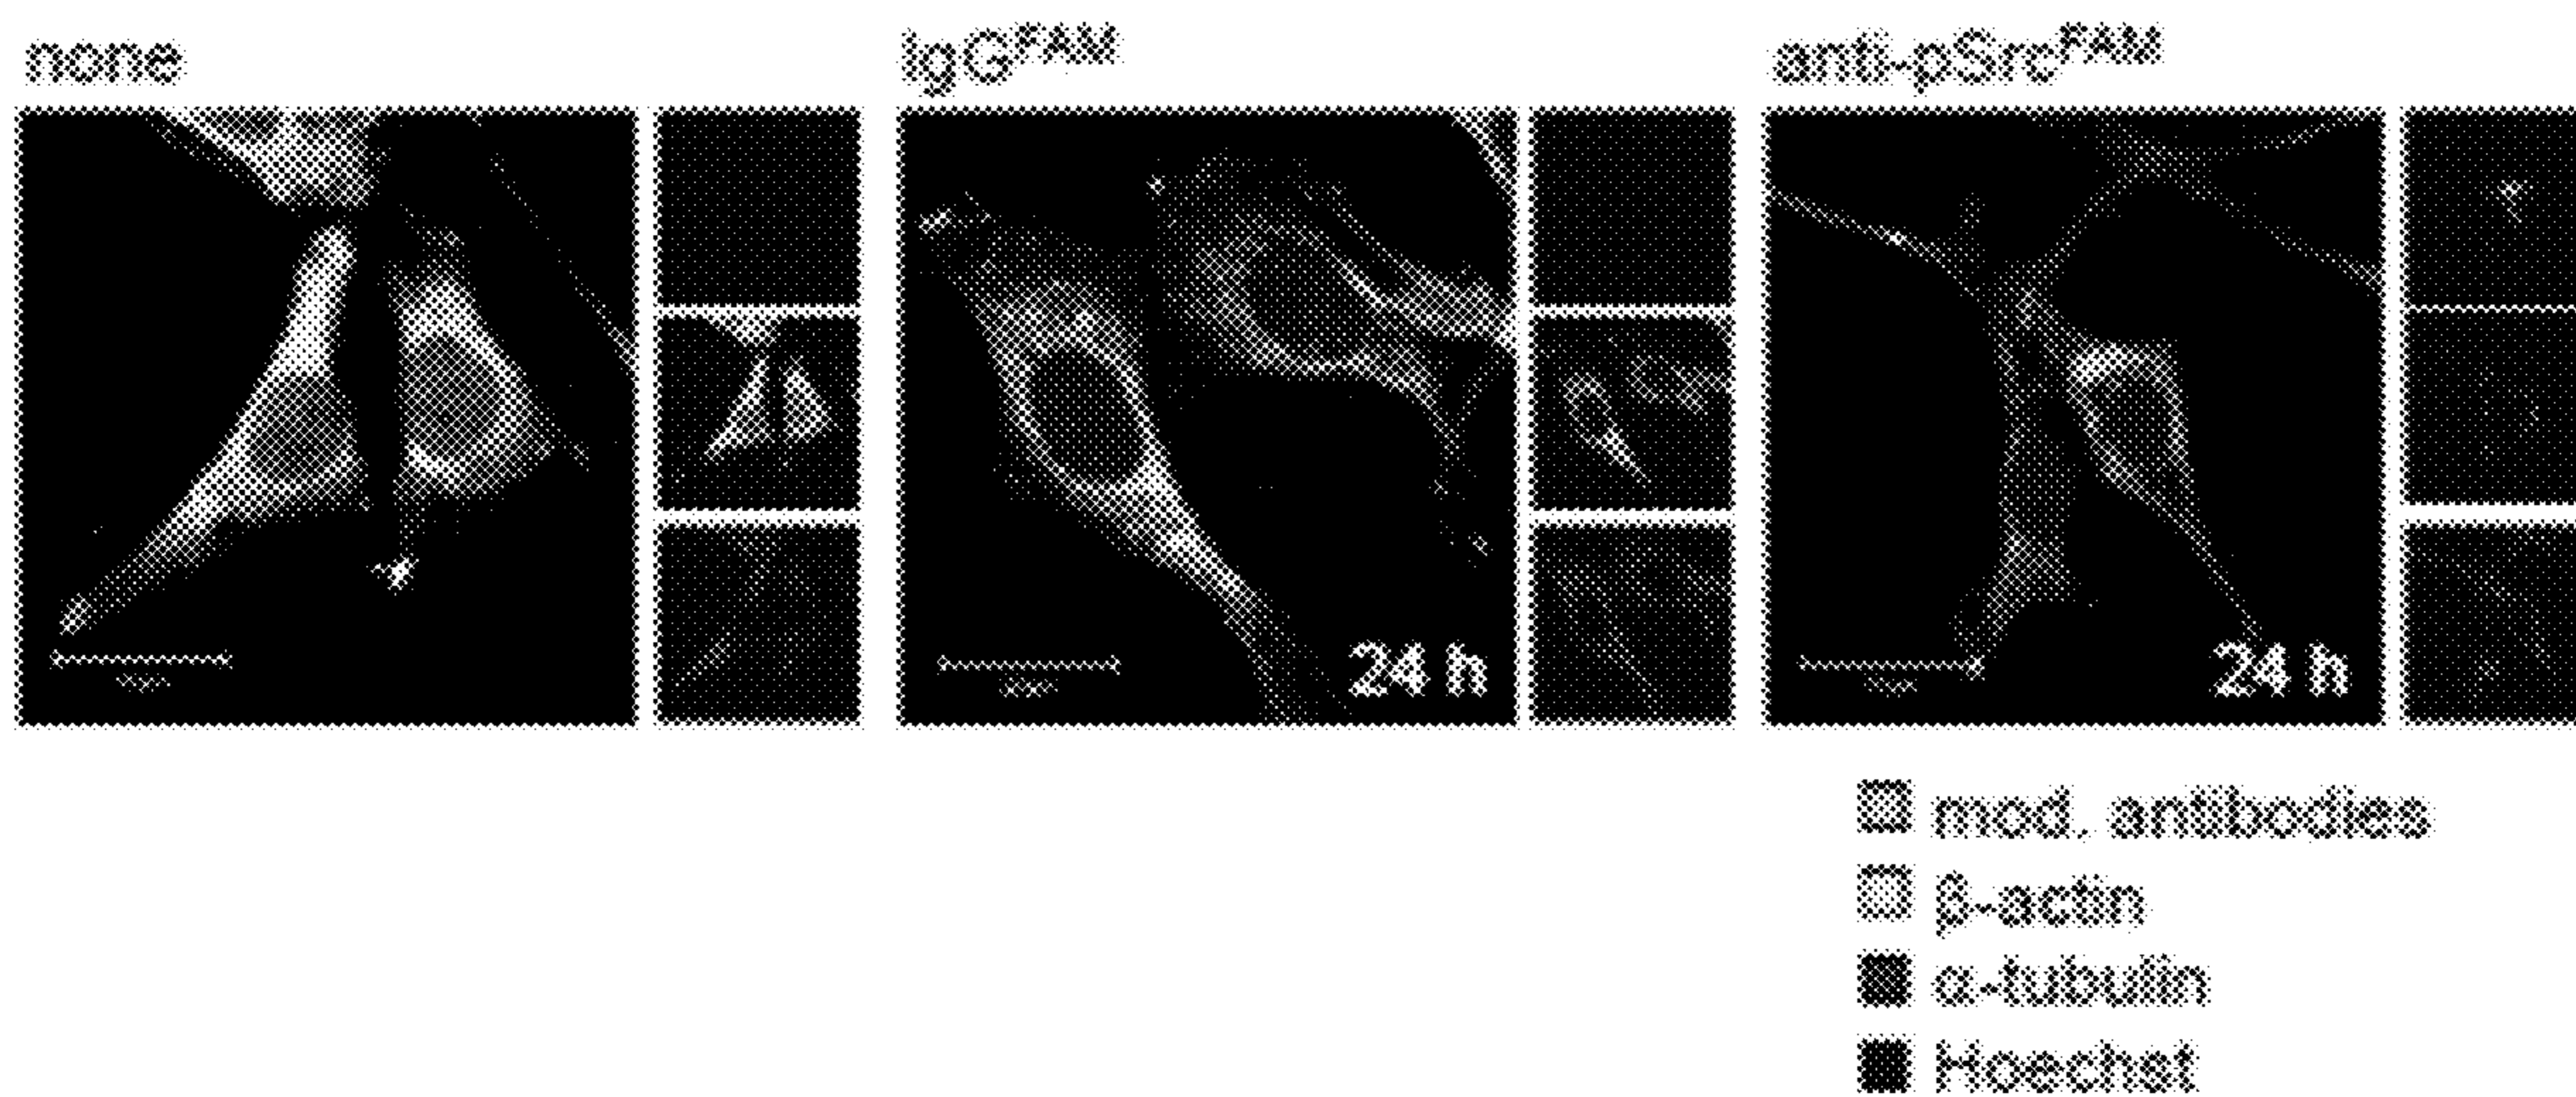 none
IgG^FAM
anti-pSrc^FAM
24 h
24 h
mod. antibodies
β-actin
α-tubulin
Hoechst